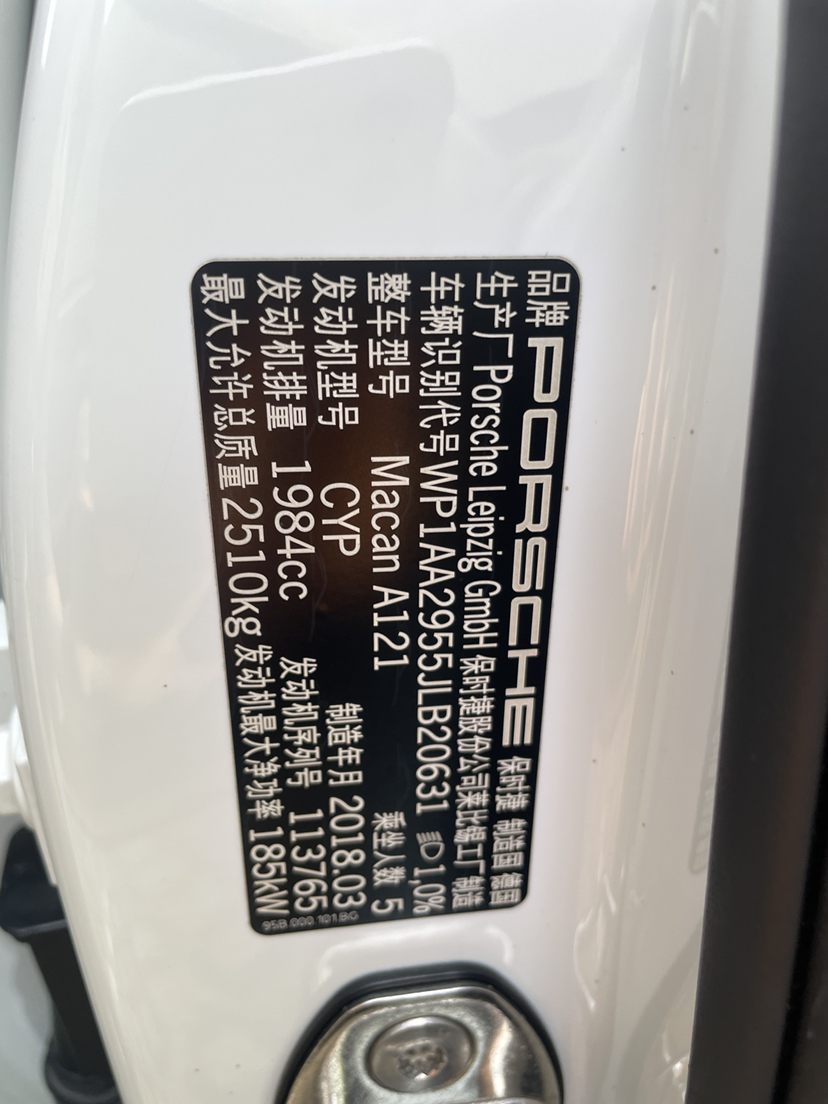 品牌 PORSCHE 保时捷 制造国 德国
生产厂 Porsche Leipzig GmbH 保时捷股份公司莱比锡工厂 制造
车辆识别代号 WP1AA2955JLB20631 1,0%
整车型号 Macan A121 乘坐人数 5
发动机型号 CYP 制造年月 2018.03
发动机排量 1984cc 发动机序列号 113765
最大允许总质量 2510kg 发动机最大净功率 185kW
95B.000.101.BG